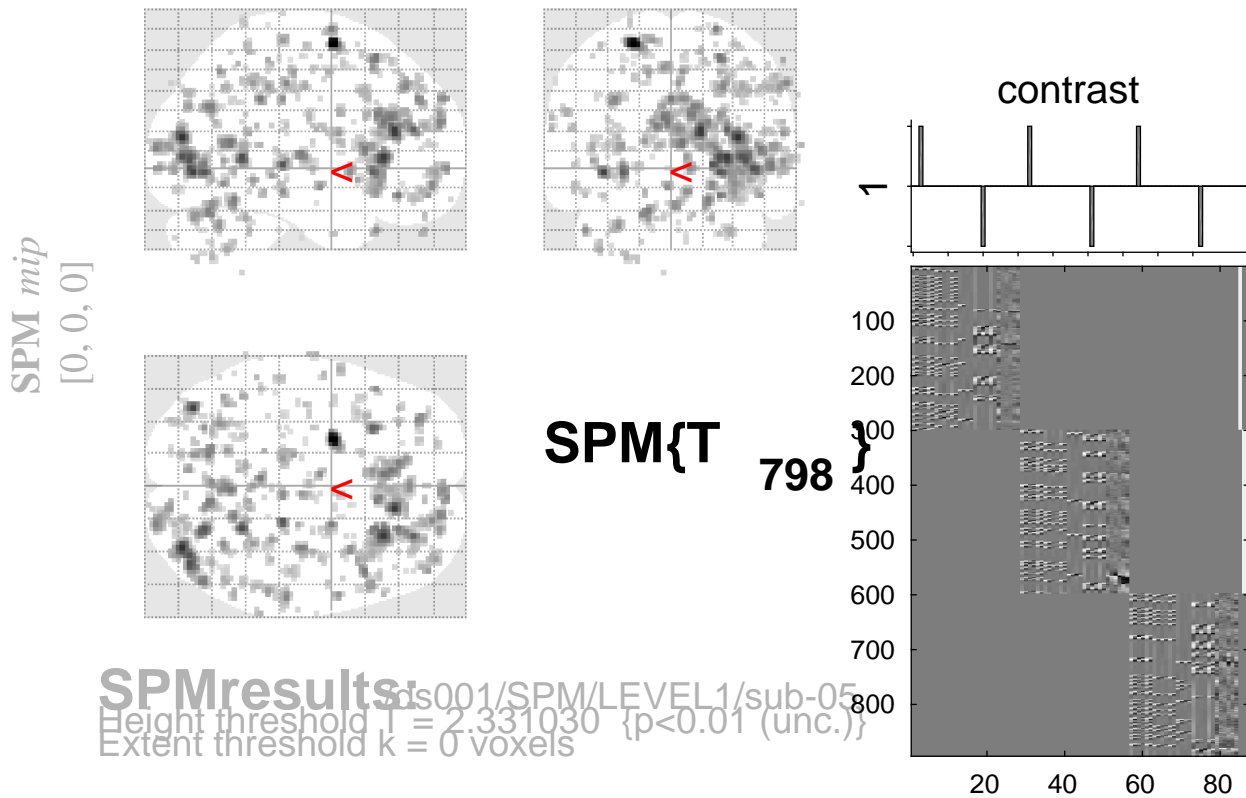 SPM mip
[0, 0, 0]
<
<
<
SPM{T
798
}
contrast
1
100
200
300
400
500
600
700
800
20
40
60
80
SPMresults:
/ds001/SPM/LEVEL1/sub-05
Height threshold T = 2.331030 {p<0.01 (unc.)}
Extent threshold k = 0 voxels